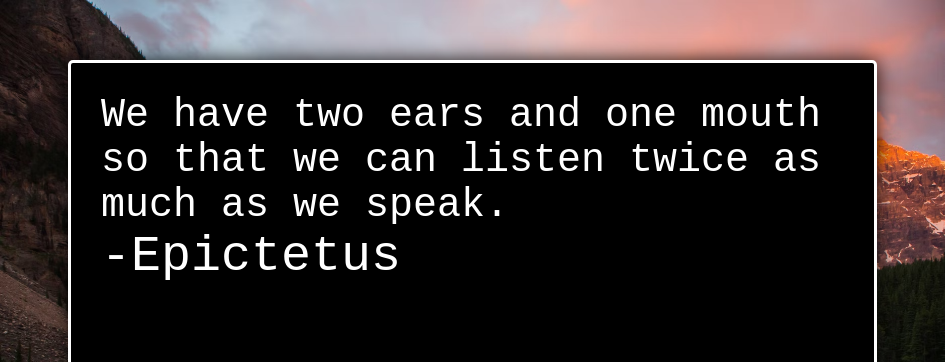 We have two ears and one mouth
so that we can listen twice as
much as we speak.
-Epictetus